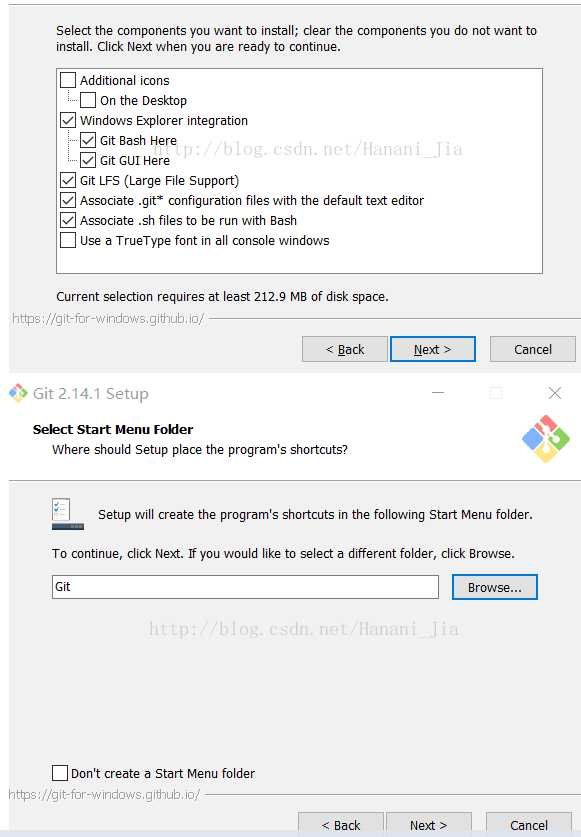 Select the components you want to install; clear the components you do not want to
install. Click Next when you are ready to continue.
Additional icons
On the Desktop
Windows Explorer integration
Git Bash Here
http://blog.csdn.net/Hanani_Jia
Git GUI Here
Git LFS (Large File Support)
Associate .git* configuration files with the default text editor
Associate .sh files to be run with Bash
Use a TrueType font in all console windows
Current selection requires at least 212.9 MB of disk space.
https://git-for-windows.github.io/
< Back Next > Cancel
Git 2.14.1 Setup
Select Start Menu Folder
Where should Setup place the program's shortcuts?
Setup will create the program's shortcuts in the following Start Menu folder.
To continue, click Next. If you would like to select a different folder, click Browse.
Git Browse...
http://blog.csdn.net/Hanani_Jia
Don't create a Start Menu folder
https://git-for-windows.github.io/
< Back Next > Cancel